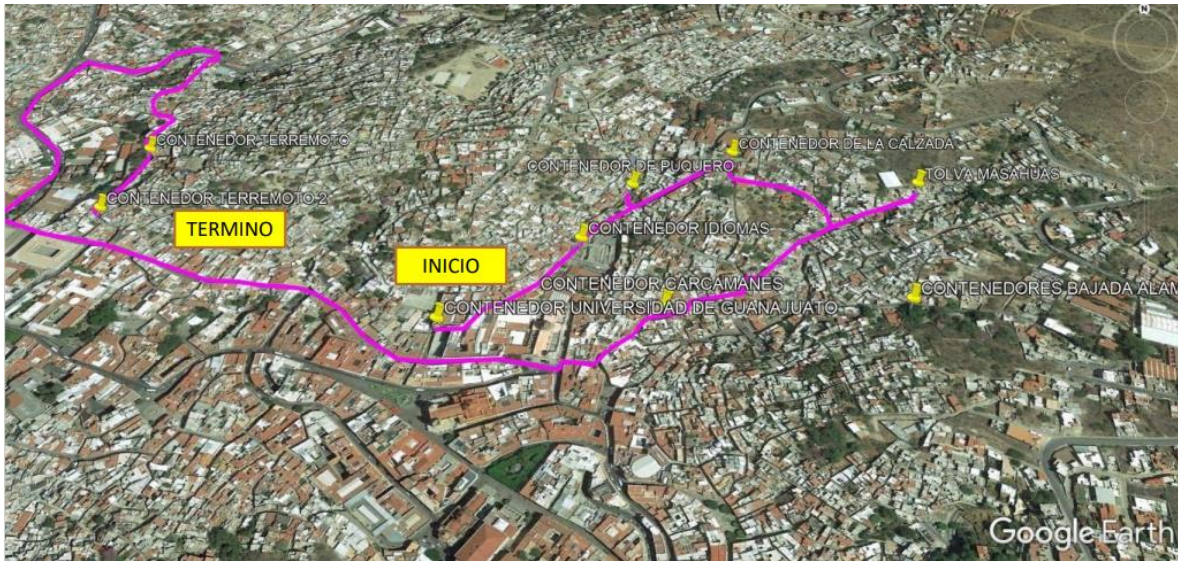 N
CONTENEDOR TERREMOTO
CONTENEDOR DE LA CALZADA
CONTENEDOR DE PUQUERO
TOLVA MASAHUAS
CONTENEDOR TERREMOTO 2
TERMINO
CONTENEDOR IDIOMAS
INICIO
CONTENEDOR CARCAMANES
CONTENEDORES BAJADA ALAM
CONTENEDOR UNIVERSIDAD DE GUANAJUATO
Google Earth